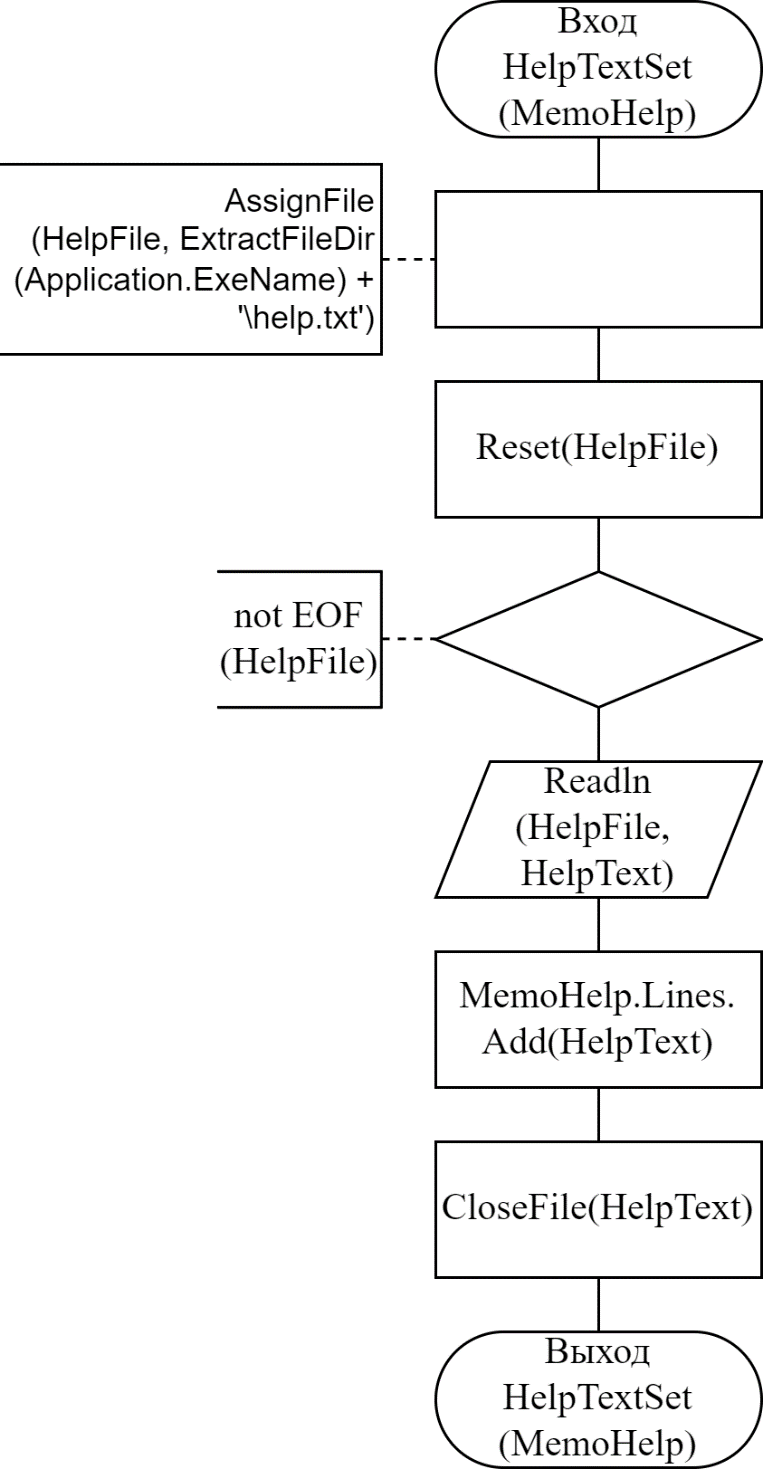 Вход
HelpTextSet
(MemoHelp)
AssignFile
(HelpFile, ExtractFileDir
(Application.ExeName) +
'\help.txt')
Reset(HelpFile)
not EOF
(HelpFile)
Readln
(HelpFile,
HelpText)
MemoHelp.Lines.
Add(HelpText)
CloseFile(HelpText)
Выход
HelpTextSet
(MemoHelp)